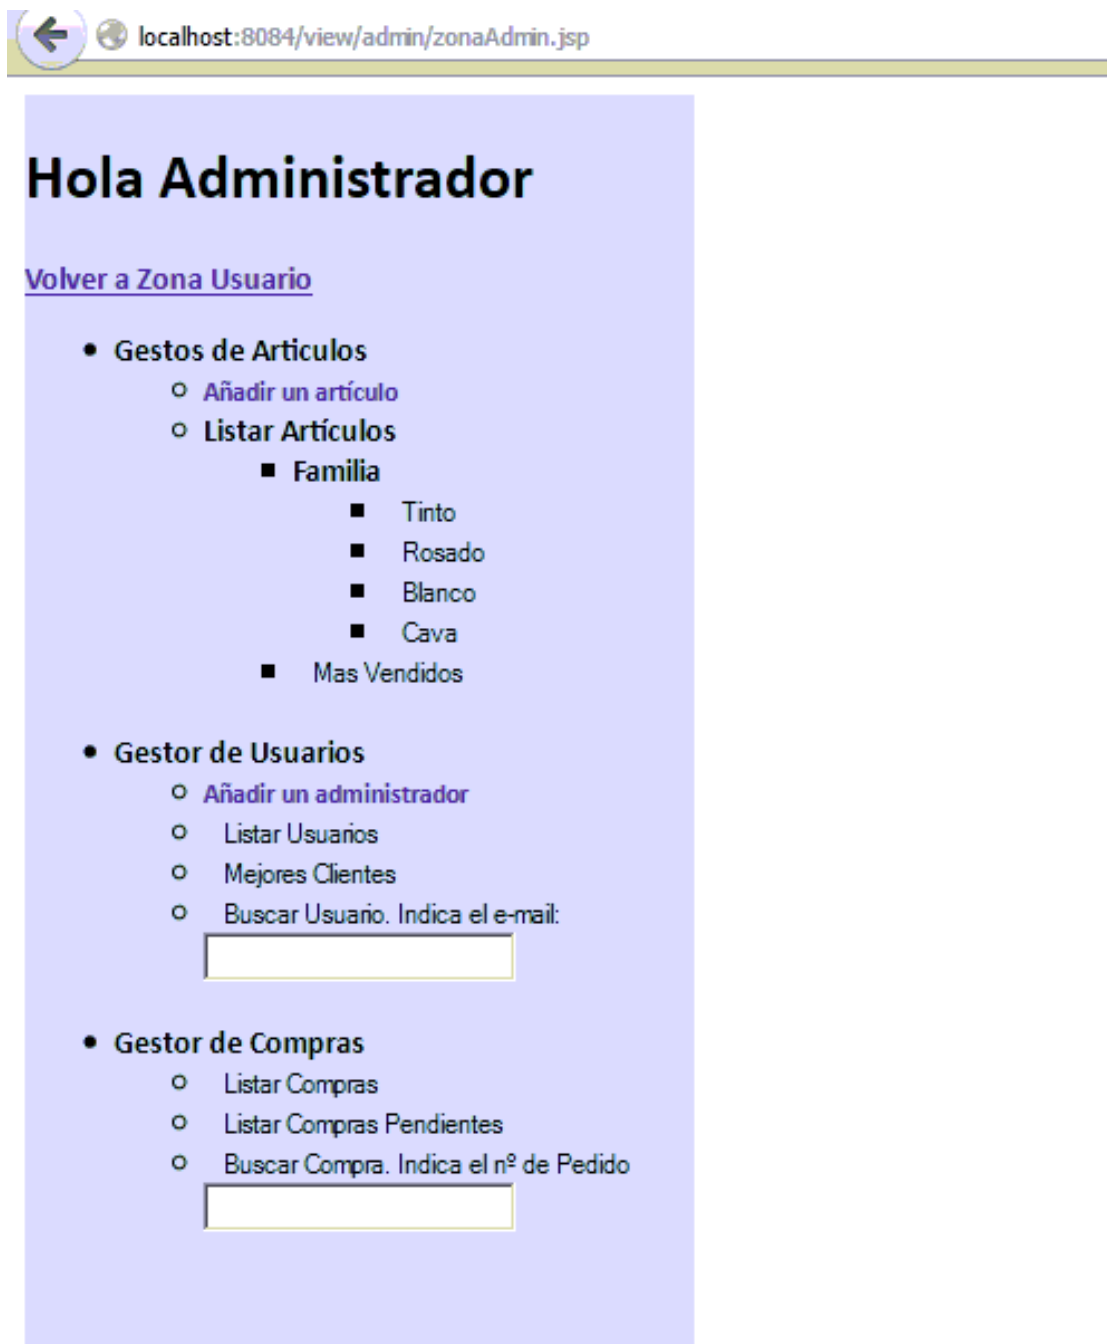 localhost:8084/view/admin/zonaAdmin.jsp
Hola Administrador
Volver a Zona Usuario
Gestos de Articulos
Añadir un artículo
Listar Artículos
Familia
Tinto
Rosado
Blanco
Cava
Mas Vendidos
Gestor de Usuarios
Añadir un administrador
Listar Usuarios
Mejores Clientes
Buscar Usuario. Indica el e-mail:
Gestor de Compras
Listar Compras
Listar Compras Pendientes
Buscar Compra. Indica el nº de Pedido